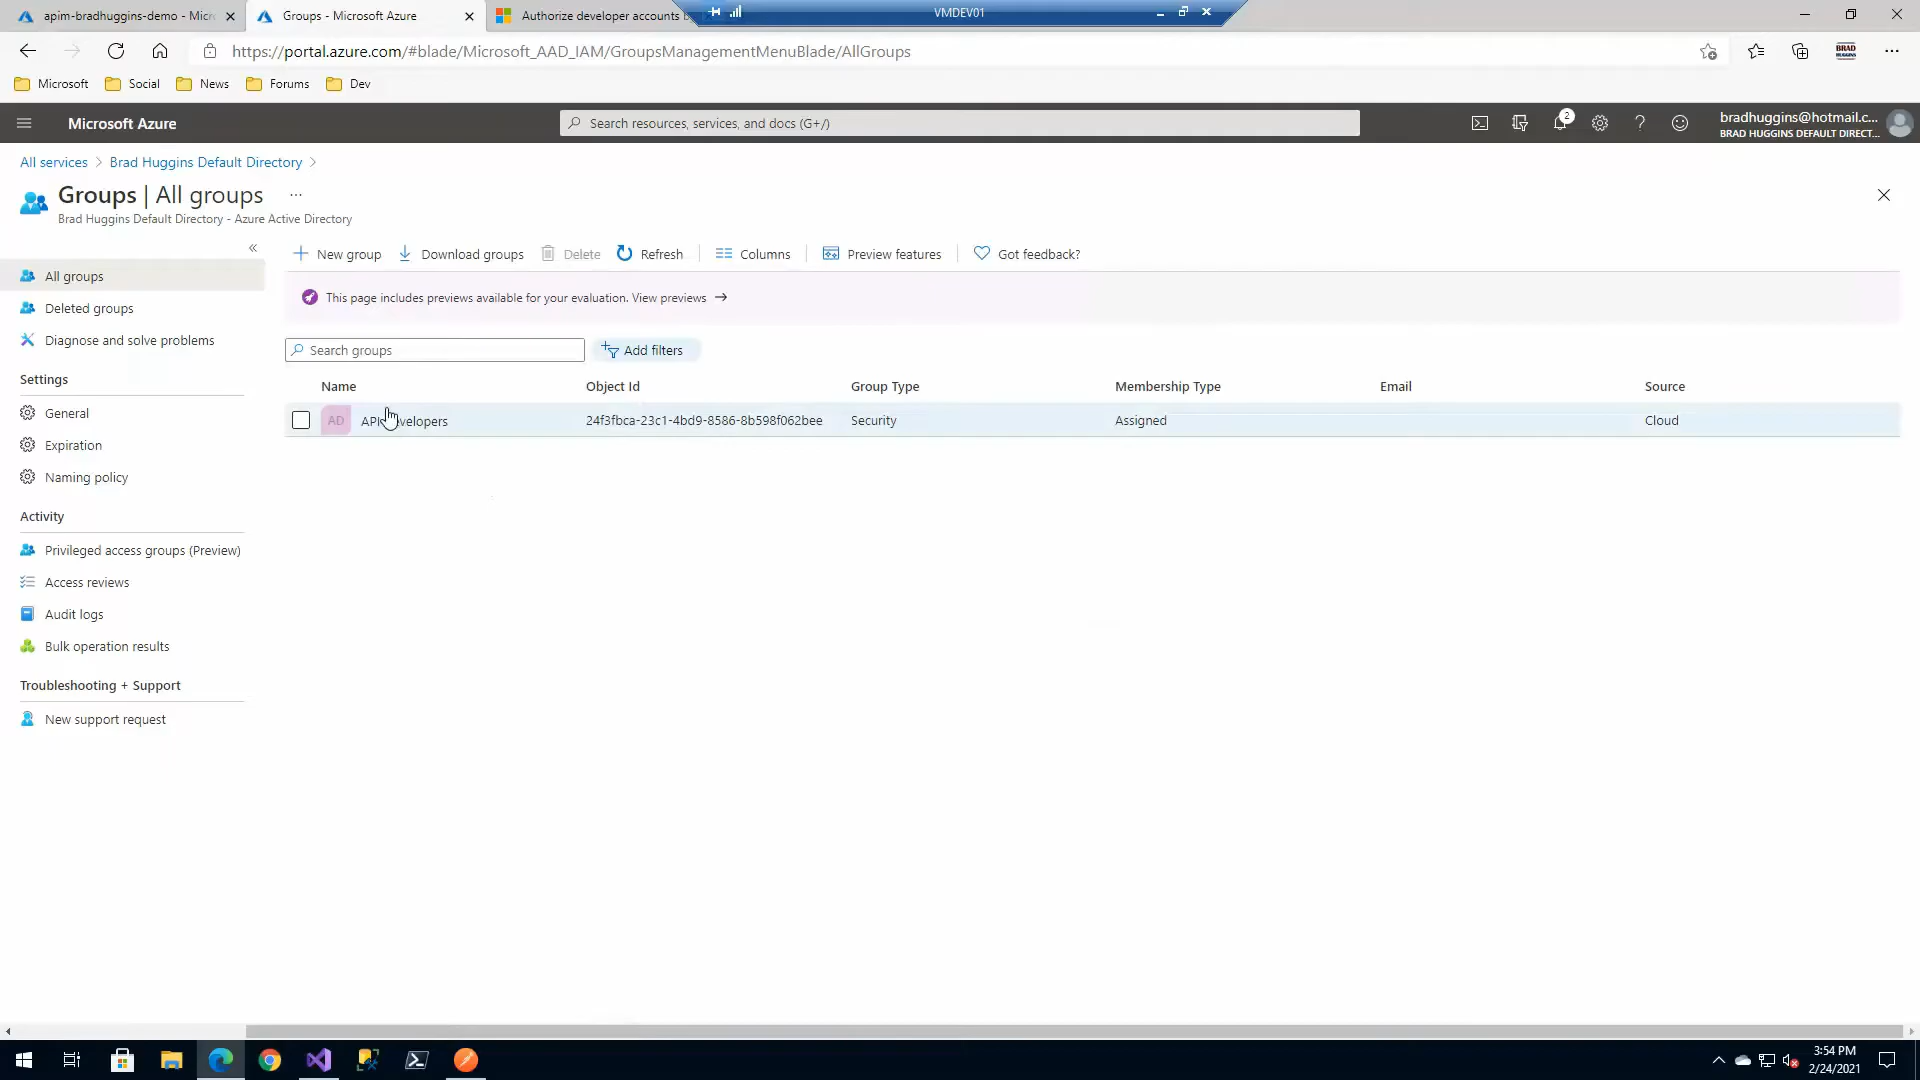 apim-bradhuggins-demo - Micr
Groups - Microsoft Azure
Authorize developer accounts
VMDEV01
https://portal.azure.com/#blade/Microsoft_AAD_IAM/GroupsManagementMenuBlade/AllGroups
BRAD
HUGGINS
Microsoft
Social
News
Forums
Dev
Microsoft Azure
Search resources, services, and docs (G+/)
2
bradhuggins@hotmail.c...
BRAD HUGGINS DEFAULT DIRECT...
All services > Brad Huggins Default Directory >
Groups | All groups ...
Brad Huggins Default Directory - Azure Active Directory
All groups
Deleted groups
Diagnose and solve problems
Settings
General
Expiration
Naming policy
Activity
Privileged access groups (Preview)
Access reviews
Audit logs
Bulk operation results
Troubleshooting + Support
New support request
New group
Download groups
Delete
Refresh
Columns
Preview features
Got feedback?
This page includes previews available for your evaluation. View previews →
Search groups
Add filters
Name Object Id Group Type Membership Type Email Source
AD 24f3fbca-23c1-4bd9-8586-8b598f062bee Security Assigned Cloud
3:54 PM
2/24/2021